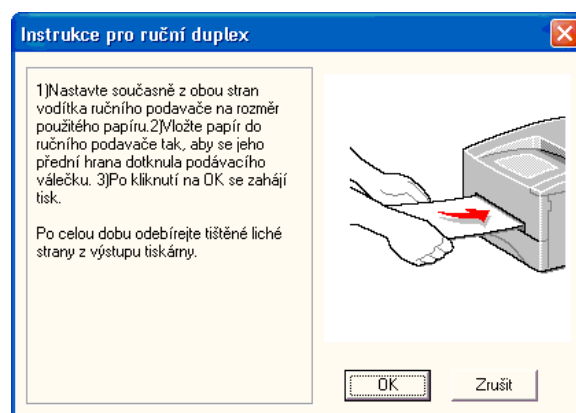 Instrukce pro ruční duplex
1)Nastavte současně z obou stran
vodítka ručního podavače na rozměr
použitého papíru.2)Vložte papír do
ručního podavače tak, aby se jeho
přední hrana dotknula podávacího
válečku. 3)Po kliknutí na OK se zahájí
tisk.
Po celou dobu odebírejte tištěné liché
strany z výstupu tiskárny.
OK
Zrušit